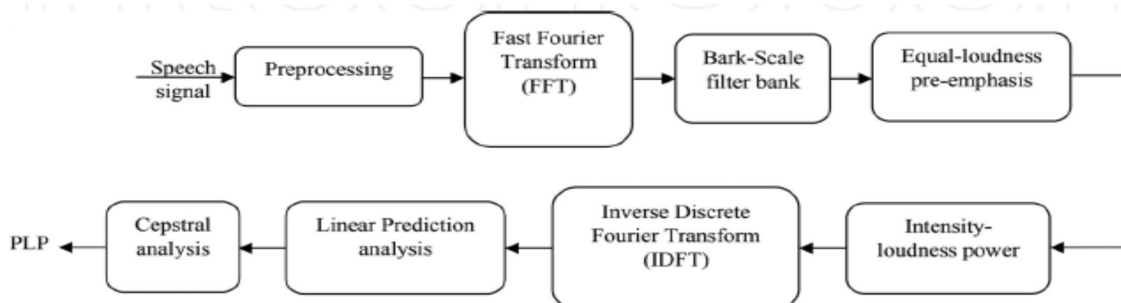 Speech
signal
Preprocessing
Fast Fourier
Transform
(FFT)
Bark-Scale
filter bank
Equal-loudness
pre-emphasis
PLP
Cepstral
analysis
Linear Prediction
analysis
Inverse Discrete
Fourier Transform
(IDFT)
Intensity-
loudness power